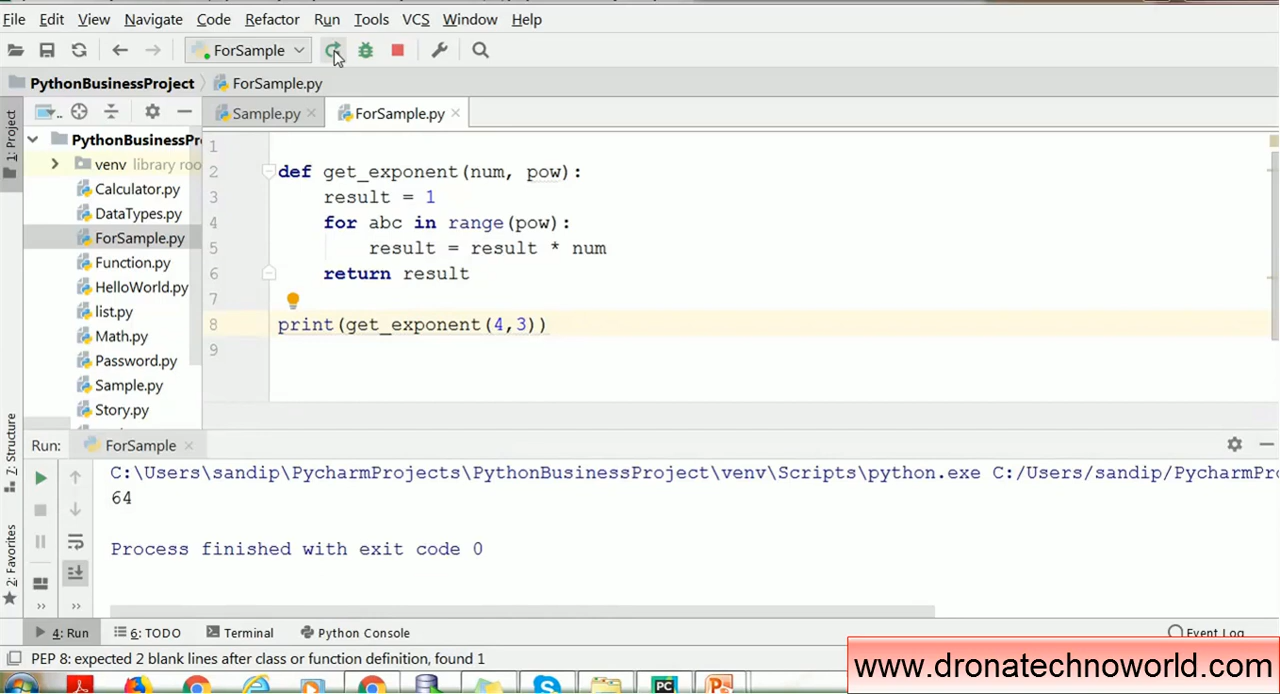 File Edit View Navigate Code Refactor Run Tools VCS Window Help
ForSample
PythonBusinessProject ForSample.py
1: Project
Sample.py ForSample.py
PythonBusinessPr
venv library roo
Calculator.py
DataTypes.py
ForSample.py
Function.py
HelloWorld.py
list.py
Math.py
Password.py
Sample.py
Story.py
1
2 def get_exponent(num, pow):
3 result = 1
4 for abc in range(pow):
5 result = result * num
6 return result
7
8 print(get_exponent(4,3))
9
Z: Structure
2: Favorites
Run: ForSample
C:\Users\sandip\PycharmProjects\PythonBusinessProject\venv\Scripts\python.exe C:/Users/sandip/PycharmPro
64
Process finished with exit code 0
4: Run 6: TODO Terminal Python Console Event Log
PEP 8: expected 2 blank lines after class or function definition, found 1
www.dronatechnoworld.com
PC